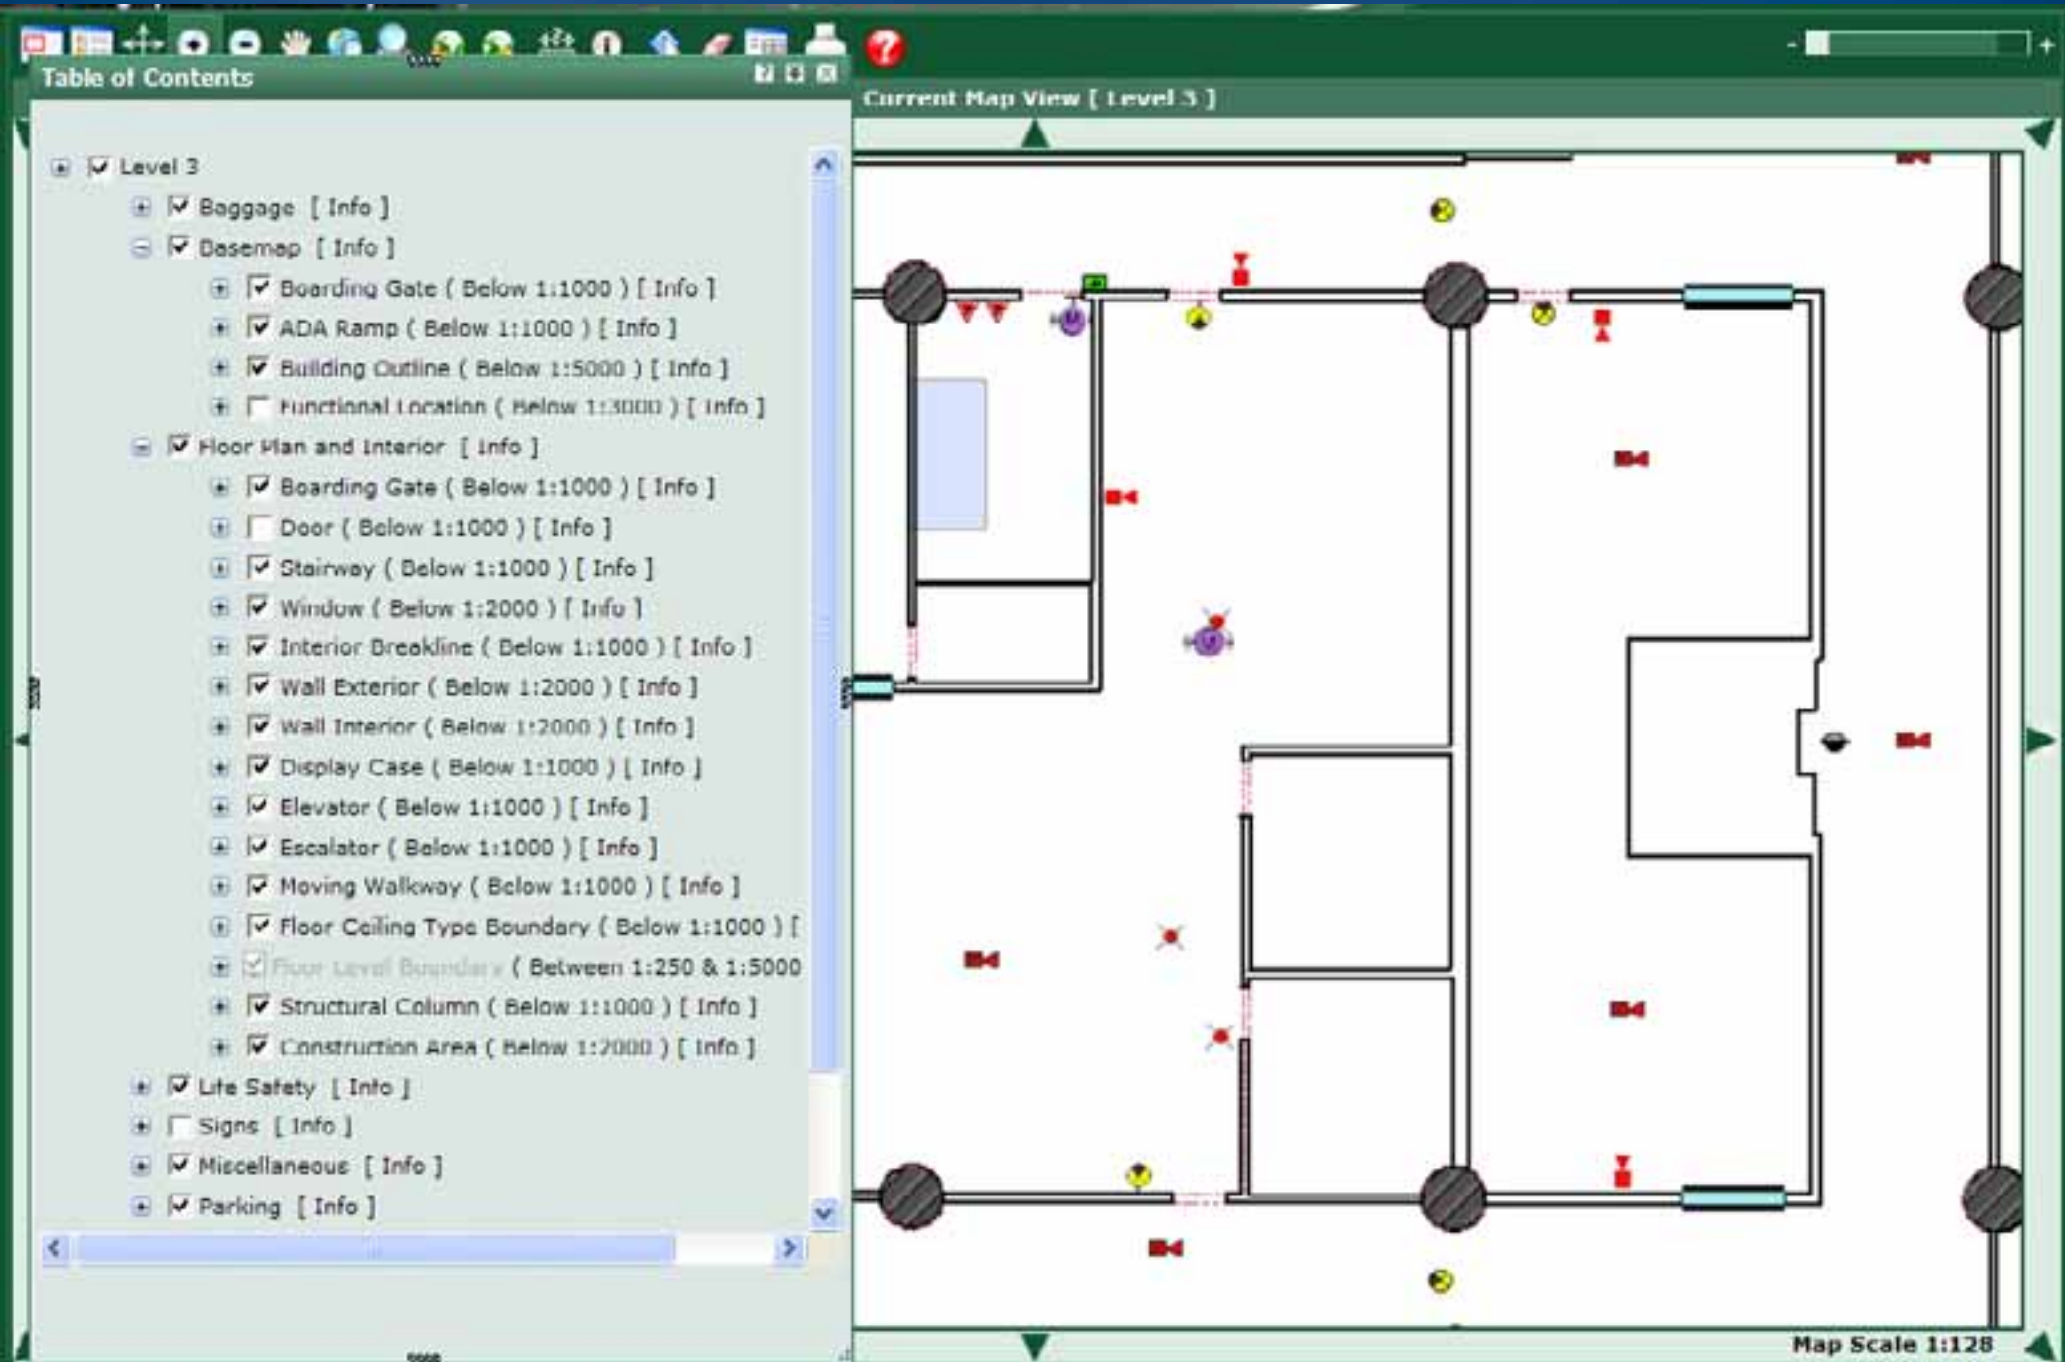 Table of Contents
Current Map View [ Level 3 ]
Level 3
Baggage [ Info ]
Basemap [ Info ]
Boarding Gate ( Below 1:1000 ) [ Info ]
ADA Ramp ( Below 1:1000 ) [ Info ]
Building Outline ( Below 1:5000 ) [ Info ]
Functional Location ( Below 1:3000 ) [ Info ]
Floor Plan and Interior [ Info ]
Boarding Gate ( Below 1:1000 ) [ Info ]
Door ( Below 1:1000 ) [ Info ]
Stairway ( Below 1:1000 ) [ Info ]
Window ( Below 1:2000 ) [ Info ]
Interior Breakline ( Below 1:1000 ) [ Info ]
Wall Exterior ( Below 1:2000 ) [ Info ]
Wall Interior ( Below 1:2000 ) [ Info ]
Display Case ( Below 1:1000 ) [ Info ]
Elevator ( Below 1:1000 ) [ Info ]
Escalator ( Below 1:1000 ) [ Info ]
Moving Walkway ( Below 1:1000 ) [ Info ]
Floor Ceiling Type Boundary ( Below 1:1000 ) [
Floor Level Boundary ( Between 1:250 & 1:5000
Structural Column ( Below 1:1000 ) [ Info ]
Construction Area ( Below 1:2000 ) [ Info ]
Life Safety [ Info ]
Signs [ Info ]
Miscellaneous [ Info ]
Parking [ Info ]
Map Scale 1:128